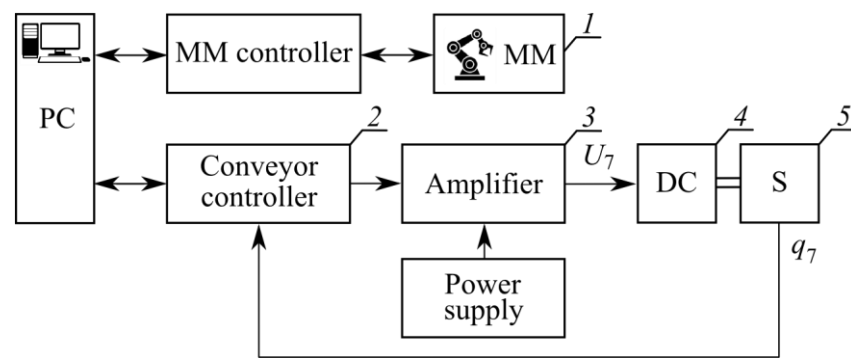 1
MM controller
MM
PC
2
3
4
5
Conveyor
controller
Amplifier
U7
DC
S
q7
Power
supply